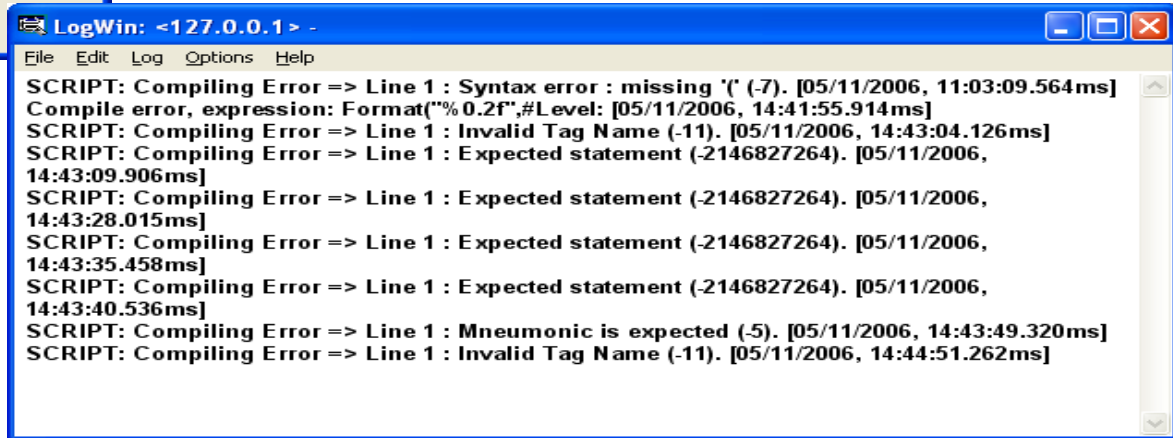 LogWin: <127.0.0.1> -
File Edit Log Options Help
SCRIPT: Compiling Error => Line 1 : Syntax error : missing '(' (-7). [05/11/2006, 11:03:09.564ms]
Compile error, expression: Format("%0.2f",#Level: [05/11/2006, 14:41:55.914ms]
SCRIPT: Compiling Error => Line 1 : Invalid Tag Name (-11). [05/11/2006, 14:43:04.126ms]
SCRIPT: Compiling Error => Line 1 : Expected statement (-2146827264). [05/11/2006,
14:43:09.906ms]
SCRIPT: Compiling Error => Line 1 : Expected statement (-2146827264). [05/11/2006,
14:43:28.015ms]
SCRIPT: Compiling Error => Line 1 : Expected statement (-2146827264). [05/11/2006,
14:43:35.458ms]
SCRIPT: Compiling Error => Line 1 : Expected statement (-2146827264). [05/11/2006,
14:43:40.536ms]
SCRIPT: Compiling Error => Line 1 : Mneumonic is expected (-5). [05/11/2006, 14:43:49.320ms]
SCRIPT: Compiling Error => Line 1 : Invalid Tag Name (-11). [05/11/2006, 14:44:51.262ms]